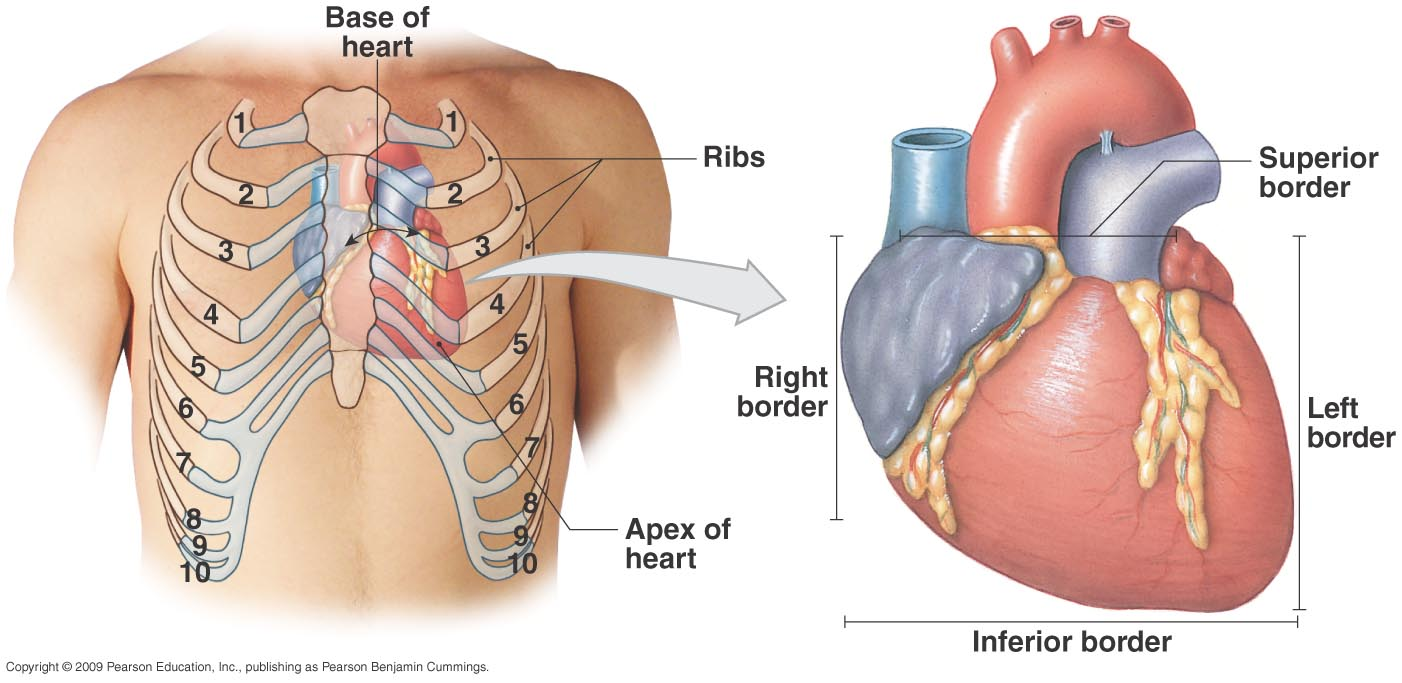 Base of
heart
1
1
Ribs
2
2
3
3
4
4
5
5
6
6
7
7
8
8
9
9
10
10
Apex of
heart
Superior
border
Right
border
Left
border
Inferior border
Copyright © 2009 Pearson Education, Inc., publishing as Pearson Benjamin Cummings.